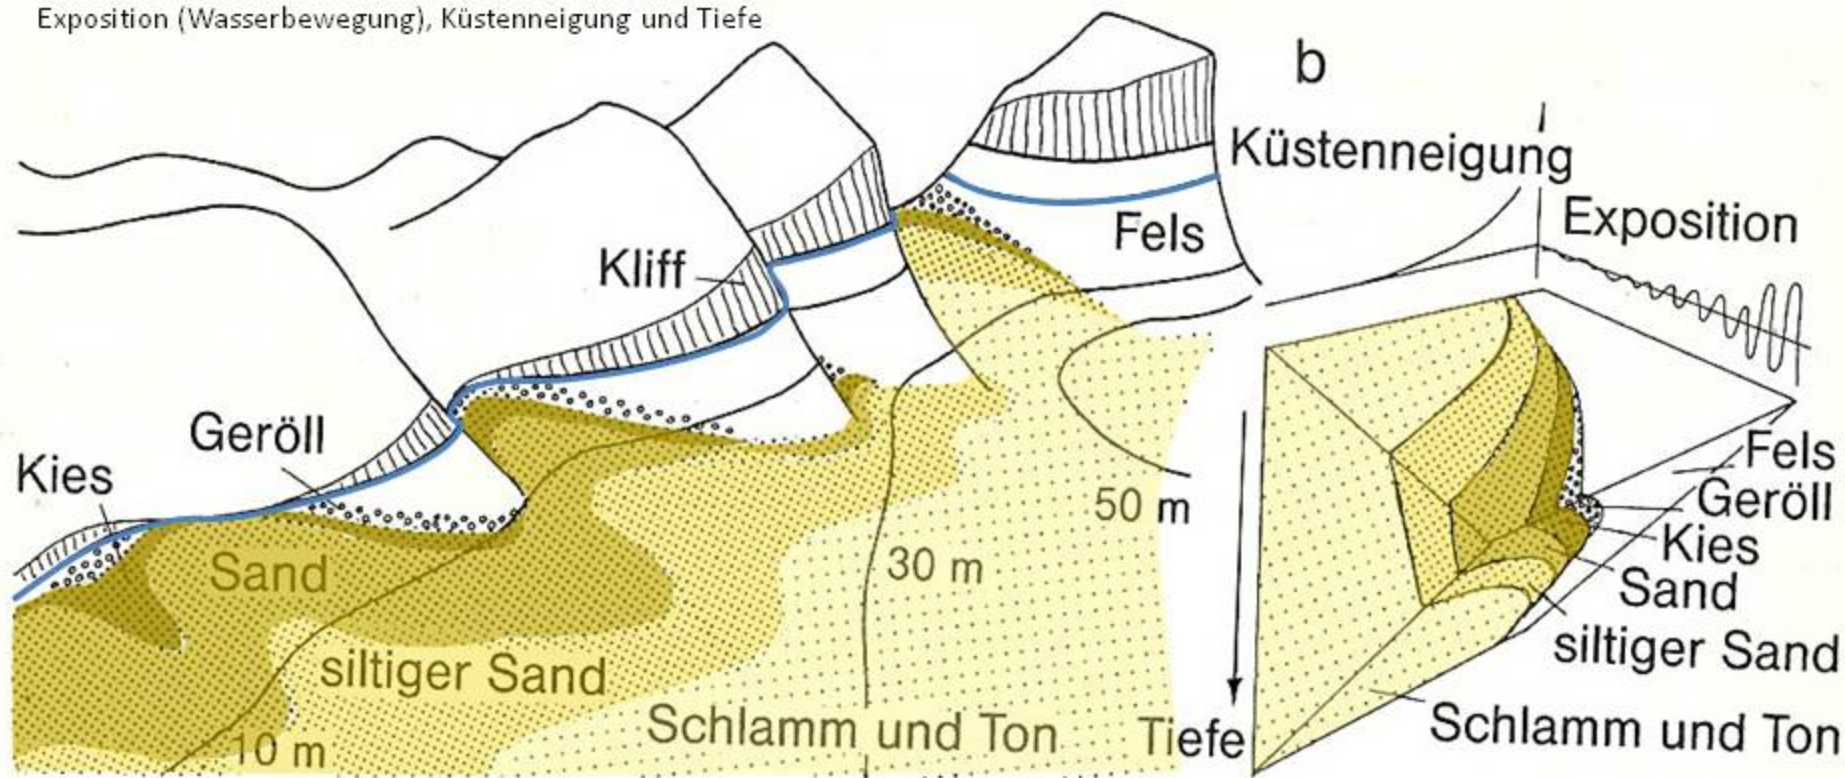 Exposition (Wasserbewegung), Küstenneigung und Tiefe
b
Küstenneigung
Exposition
Fels
Kliff
Geröll
Kies
Sand
siltiger Sand
Schlamm und Ton
10 m
30 m
50 m
Tiefe
Fels
Geröll
Kies
Sand
siltiger Sand
Schlamm und Ton